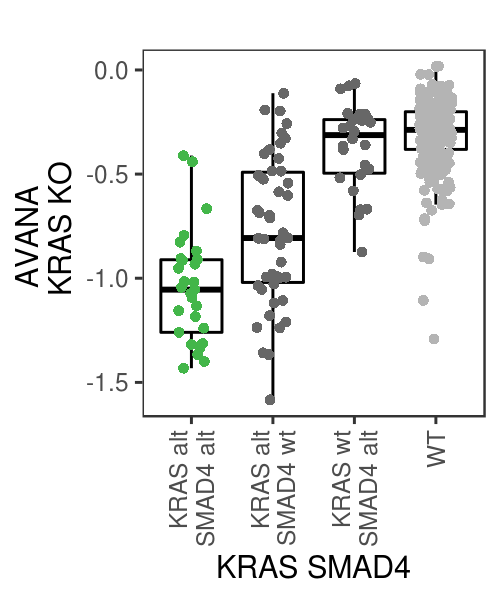 AVANA
KRAS KO
0.0
-0.5
-1.0
-1.5
KRAS alt
SMAD4 alt
KRAS alt
SMAD4 wt
KRAS wt
SMAD4 alt
WT
KRAS SMAD4